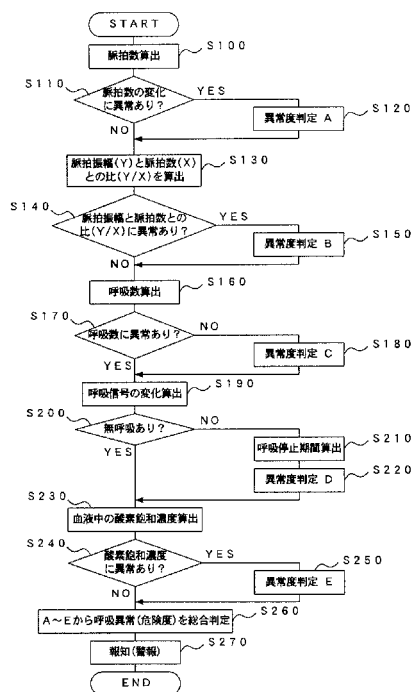 START
脈拍数算出
S100
S110
脈拍数の変化
に異常あり?
YES
異常度判定 A
S120
NO
脈拍振幅(Y)と脈拍数(X)
との比(Y/X)を算出
S130
S140
脈拍振幅と脈拍数との
比(Y/X)に異常あり?
YES
異常度判定 B
S150
NO
呼吸数算出
S160
S170
呼吸数に異常あり?
NO
異常度判定 C
S180
YES
呼吸信号の変化算出
S190
S200
無呼吸あり?
NO
呼吸停止期間算出
S210
異常度判定 D
S220
YES
S230
血液中の酸素飽和濃度算出
S240
酸素飽和濃度
に異常あり?
YES
異常度判定 E
S250
NO
A～Eから呼吸異常(危険度)を総合判定
S260
報知(警報)
S270
END